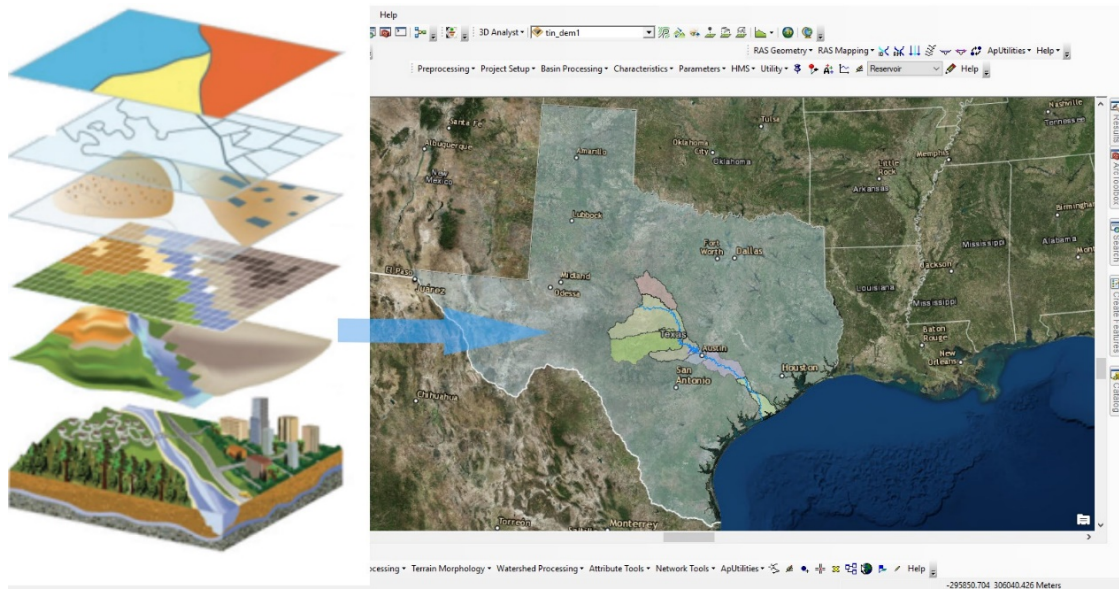 Help
3D Analyst tin_dem1
RAS Geometry RAS Mapping ApUtilities Help
Preprocessing Project Setup Basin Processing Characteristics Parameters HMS Utility Reservoir Help
Santa Fe
Albuquerque
New
Mexico
Amarillo
Lubbock
Tulsa
Oklahoma
City
Oklahoma
Nashville
Tennessee
Memphis
Little
Rock
Arkansas
Birmingham
Mississippi
Alabama
Mont
Jackson
Mississippi
Louisiana
Baton
Rouge
New
Orleans
Fort
Worth
Dallas
El Paso
Juárez
Midland
Odessa
Texas
Austin
San
Antonio
Houston
Chihuahua
Torreón
Monterrey
Results
ArcToolbox
Search
Create Features
Catalog
ocessing Terrain Morphology Watershed Processing Attribute Tools Network Tools ApUtilities Help
-295850.704 306040.426 Meters